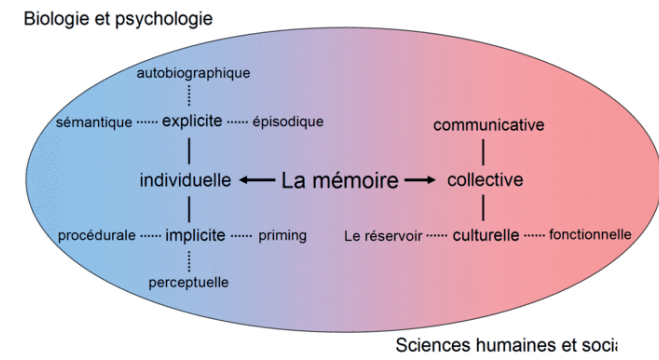 Biologie et psychologie
autobiographique
sémantique explicite épisodique
communicative
individuelle La mémoire collective
procédurale implicite priming Le réservoir culturelle fonctionnelle
perceptuelle
Sciences humaines et